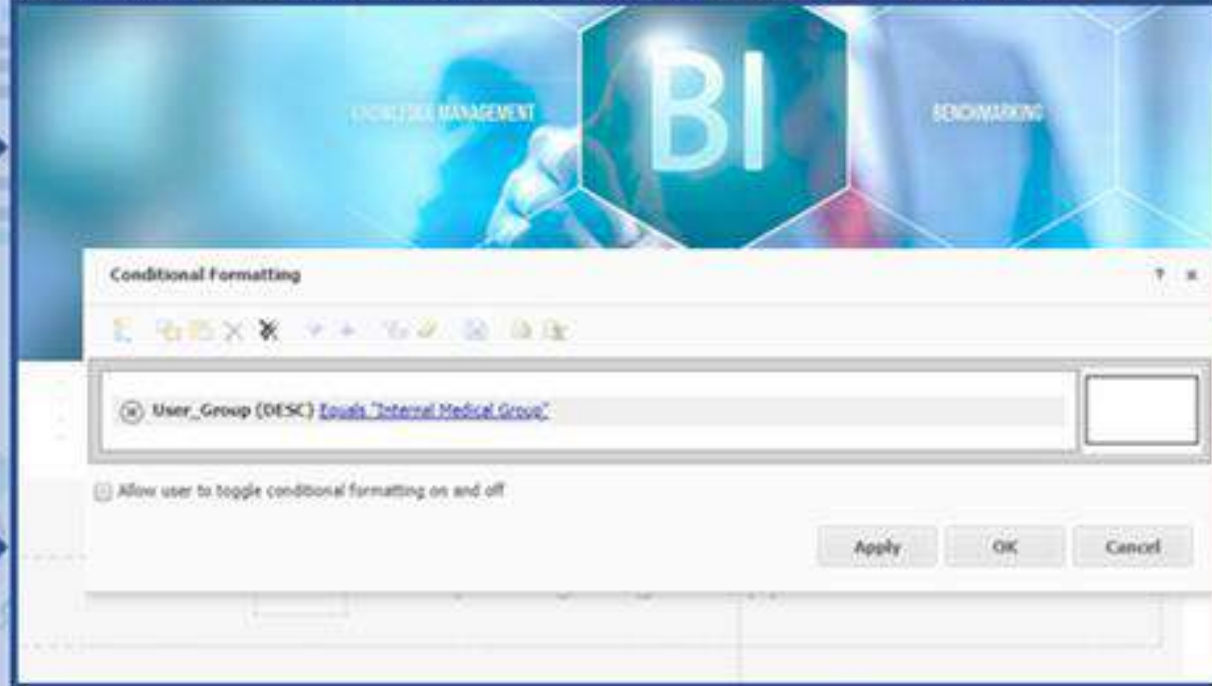 KNOWLEDGE MANAGEMENT
BI
BENCHMARKING
Conditional Formatting
?
User_Group (DESC) Equals "Internal Medical Group"
Allow user to toggle conditional formatting on and off
Apply OK Cancel